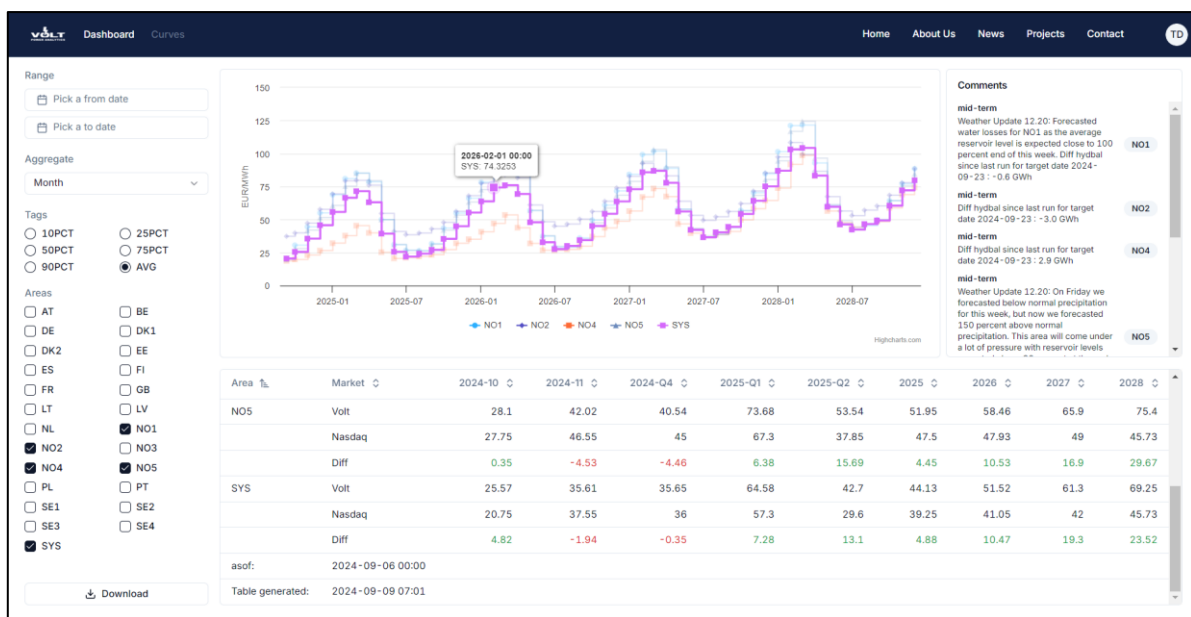 VOLT Dashboard Curves Home About Us News Projects Contact TD
Range
Pick a from date
Pick a to date
Aggregate
Month
Tags
10PCT 25PCT
50PCT 75PCT
90PCT AVG
Areas
AT BE
DE DK1
DK2 EE
ES FI
FR GB
LT LV
NL NO1
NO2 NO3
NO4 NO5
PL PT
SE1 SE2
SE3 SE4
SYS
Download
EUR/MWh
150
125
100
75
50
25
0
2026-02-01 00:00
SYS: 74.3253
2025-01 2025-07 2026-01 2026-07 2027-01 2027-07 2028-01 2028-07
NO1 NO2 NO4 NO5 SYS
Highcharts.com
Comments
mid-term
Weather Update 12.20: Forecasted
water losses for NO1 as the average
reservoir level is expected close to 100
percent end of this week. Diff hydbal
since last run for target date 2024-
09-23 : -0.6 GWh
NO1
mid-term
Diff hydbal since last run for target
date 2024-09-23 : -3.0 GWh
NO2
mid-term
Diff hydbal since last run for target
date 2024-09-23 : 2.9 GWh
NO4
mid-term
Weather Update 12.20: On Friday we
forecasted below normal precipitation
for this week, but now we forecasted
150 percent above normal
precipitation. This area will come under
a lot of pressure with reservoir levels
NO5
Area Market 2024-10 2024-11 2024-Q4 2025-Q1 2025-Q2 2025 2026 2027 2028
NO5 Volt 28.1 42.02 40.54 73.68 53.54 51.95 58.46 65.9 75.4
Nasdaq 27.75 46.55 45 67.3 37.85 47.5 47.93 49 45.73
Diff 0.35 -4.53 -4.46 6.38 15.69 4.45 10.53 16.9 29.67
SYS Volt 25.57 35.61 35.65 64.58 42.7 44.13 51.52 61.3 69.25
Nasdaq 20.75 37.55 36 57.3 29.6 39.25 41.05 42 45.73
Diff 4.82 -1.94 -0.35 7.28 13.1 4.88 10.47 19.3 23.52
asof: 2024-09-06 00:00
Table generated: 2024-09-09 07:01